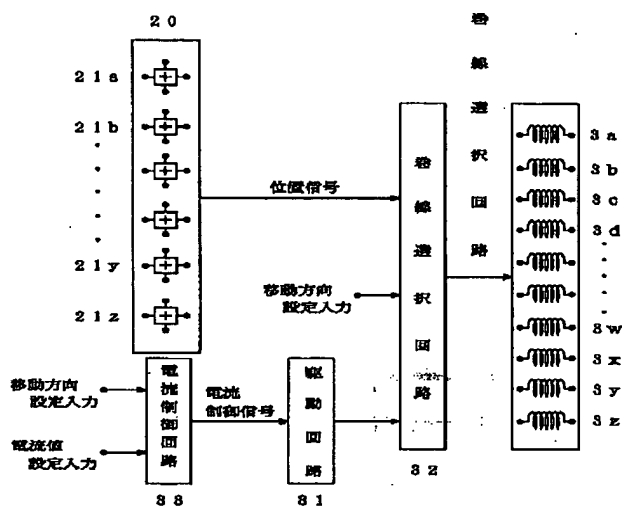 20
21a
21b
21y
21z
位置信号
移動方向
設定入力
巻線選択回路
巻線選択回路
3a
3b
3c
3d
3w
3x
3y
3z
移動方向
設定入力
電流値
設定入力
電流制御回路
電流
制御信号
駆動回路
33
31
32